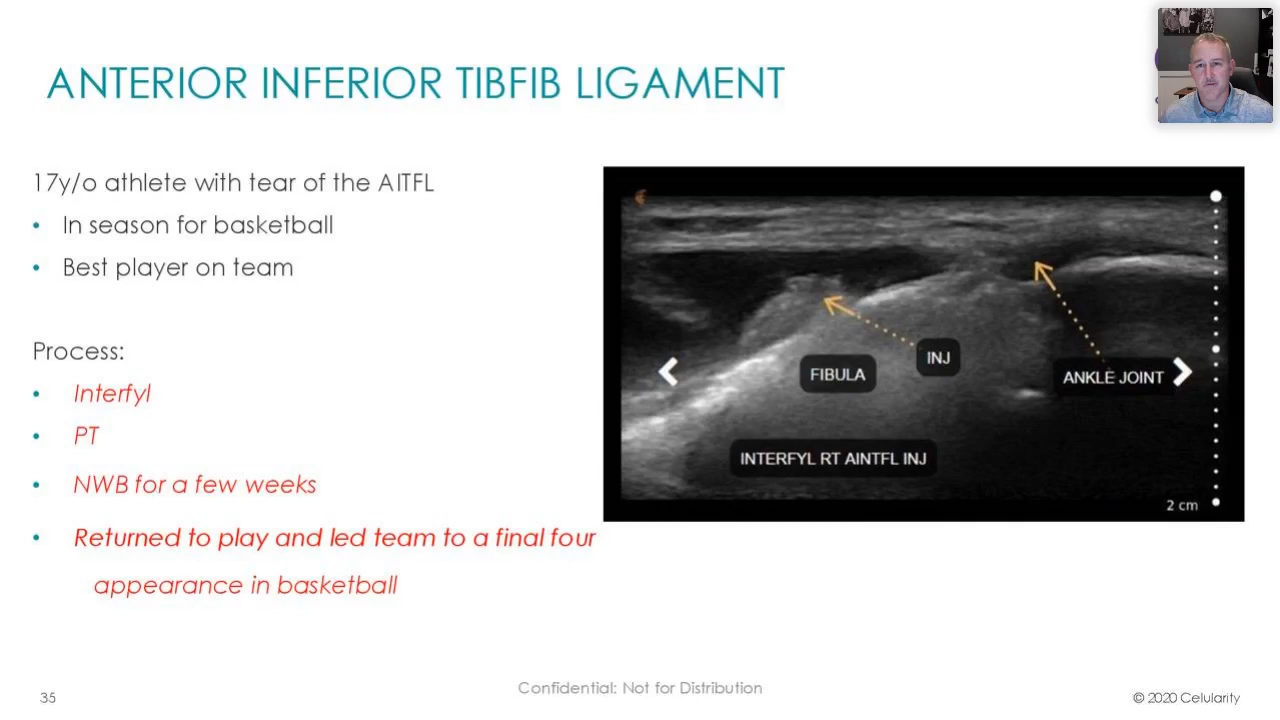 ANTERIOR INFERIOR TIBFIB LIGAMENT
17y/o athlete with tear of the AITFL
• In season for basketball
• Best player on team
Process:
• Interfyl
• PT
• NWB for a few weeks
• Returned to play and led team to a final four
appearance in basketball
INJ
FIBULA
ANKLE JOINT
INTERFYL RT AINTFL INJ
2 cm
35
Confidential: Not for Distribution
© 2020 Celularity